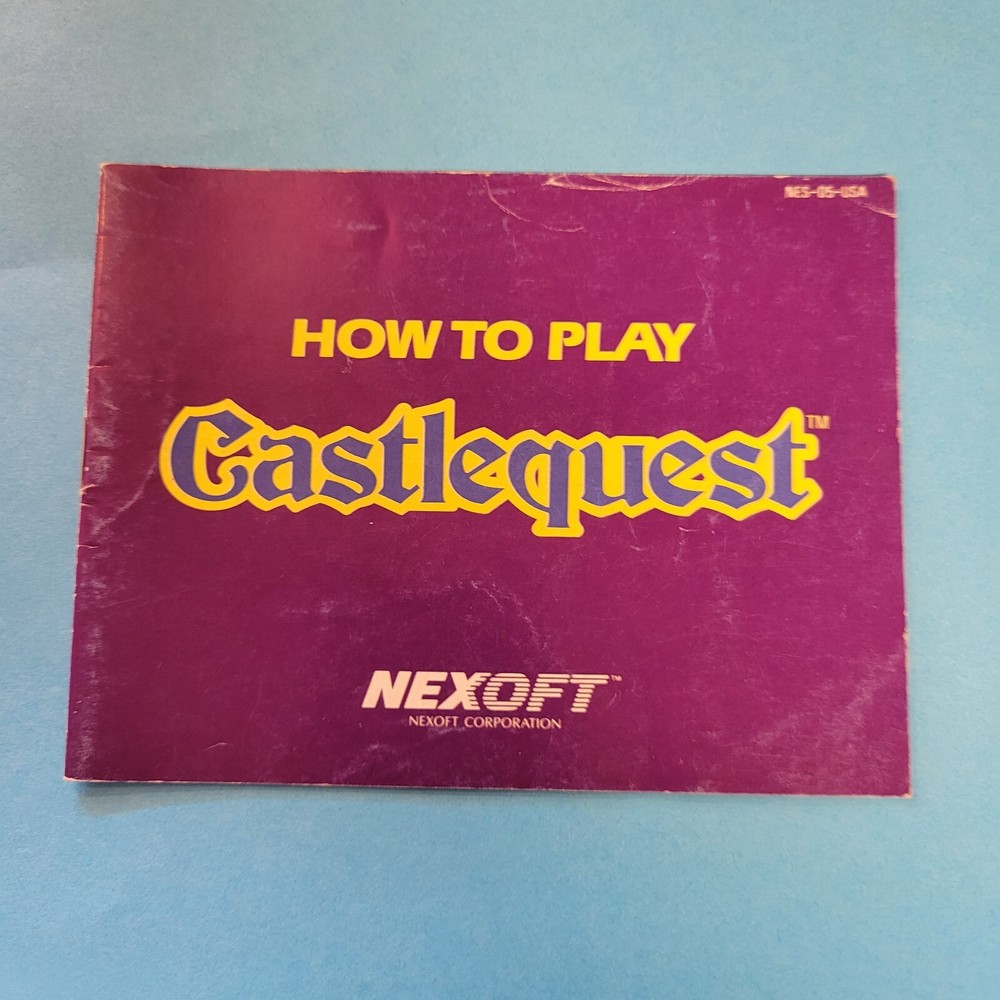 NES-05-USA
HOW TO PLAY
Castlequest™
NEXOFT™
NEXOFT CORPORATION